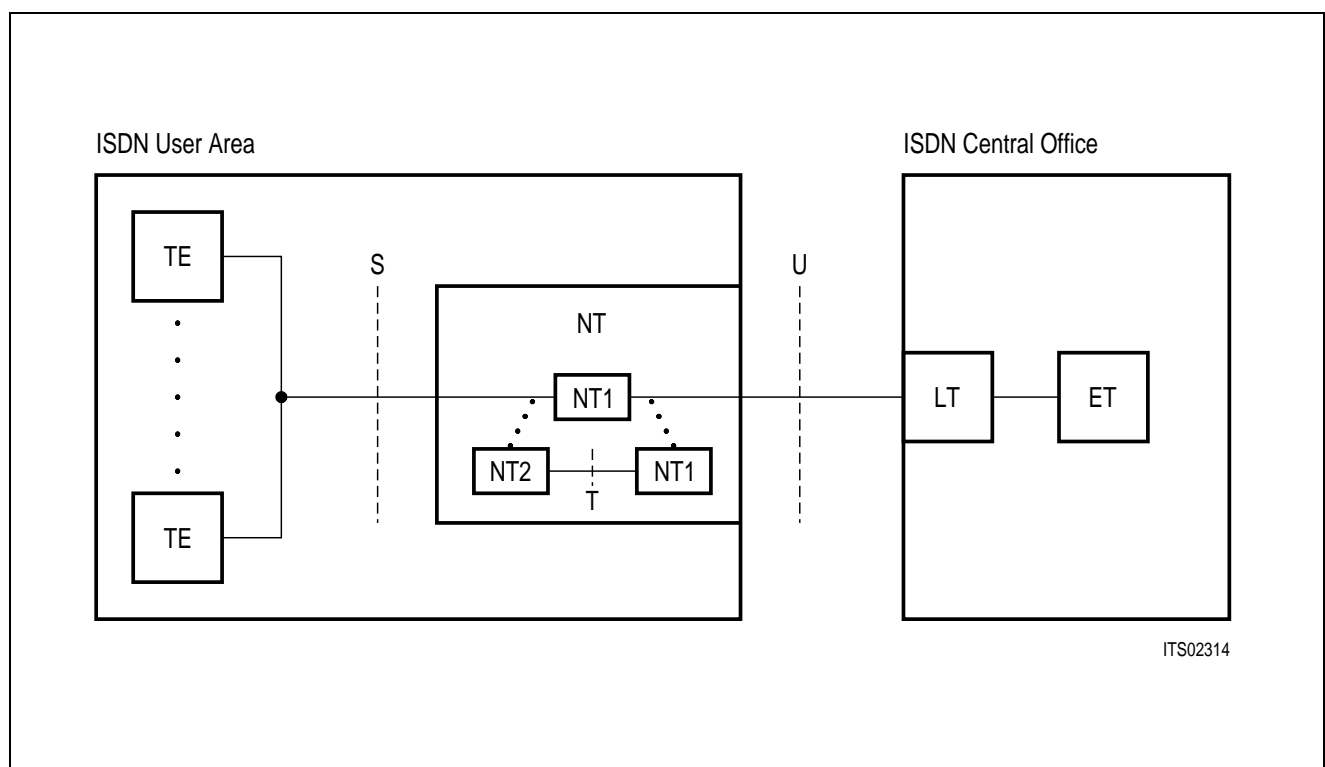 ISDN User Area
ISDN Central Office
TE
S
U
NT
NT1
LT
ET
NT2
NT1
T
TE
ITS02314